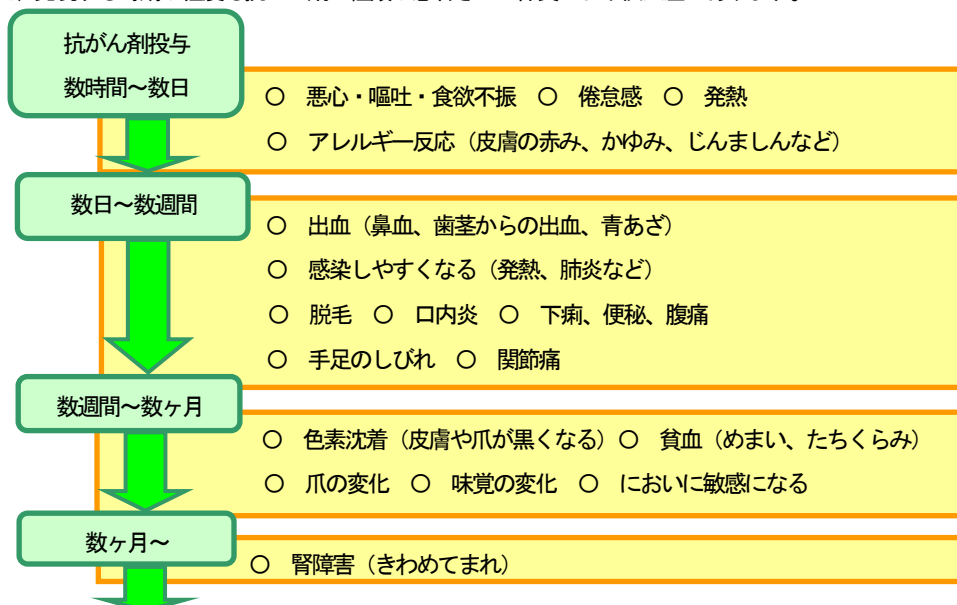 抗がん剤投与
数時間～数日
○ 悪心・嘔吐・食欲不振 ○ 倦怠感 ○ 発熱
○ アレルギー反応（皮膚の赤み、かゆみ、じんましんなど）
数日～数週間
○ 出血（鼻血、歯茎からの出血、青あざ）
○ 感染しやすくなる（発熱、肺炎など）
○ 脱毛 ○ 口内炎 ○ 下痢、便秘、腹痛
○ 手足のしびれ ○ 関節痛
数週間～数ヶ月
○ 色素沈着（皮膚や爪が黒くなる）○ 貧血（めまい、たちくらみ）
○ 爪の変化 ○ 味覚の変化 ○ においに敏感になる
数ヶ月～
○ 腎障害（きわめてまれ）